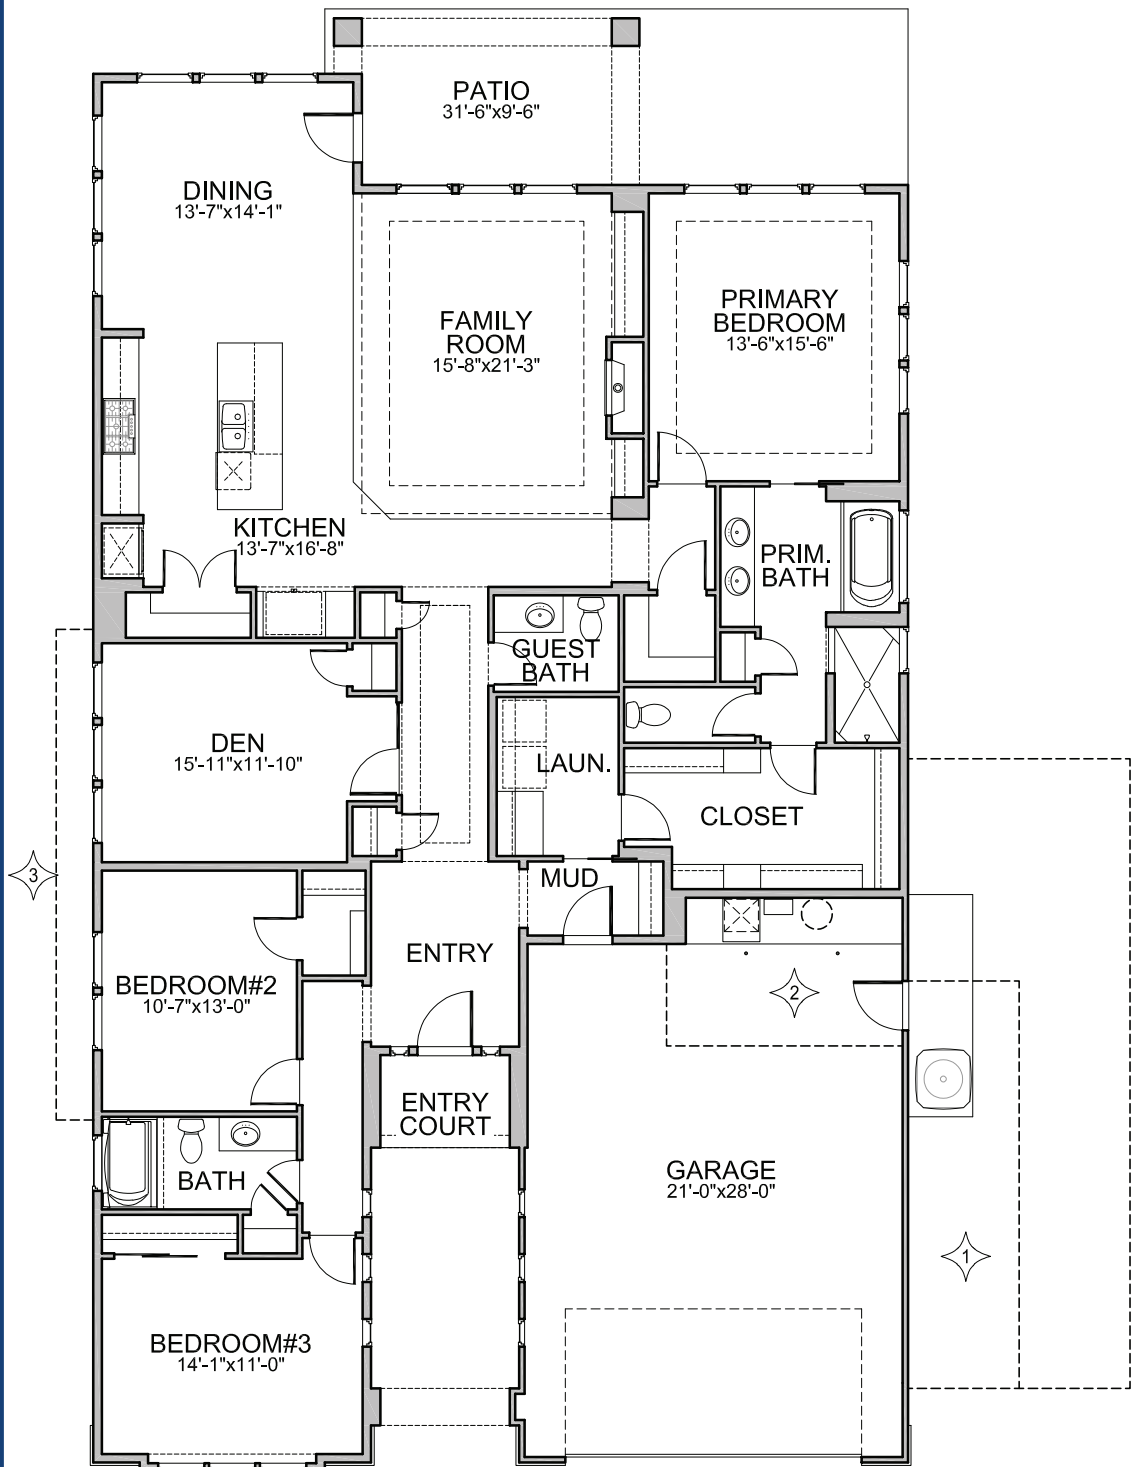 PATIO
31'-6"x9'-6"
DINING
13'-7"x14'-1"
FAMILY
ROOM
15'-8"x21'-3"
PRIMARY
BEDROOM
13'-6"x15'-6"
KITCHEN
13'-7"x16'-8"
PRIM.
BATH
GUEST
BATH
DEN
15'-11"x11'-10"
LAUN.
CLOSET
3
MUD
ENTRY
BEDROOM#2
10'-7"x13'-0"
2
ENTRY
COURT
BATH
GARAGE
21'-0"x28'-0"
1
BEDROOM#3
14'-1"x11'-0"